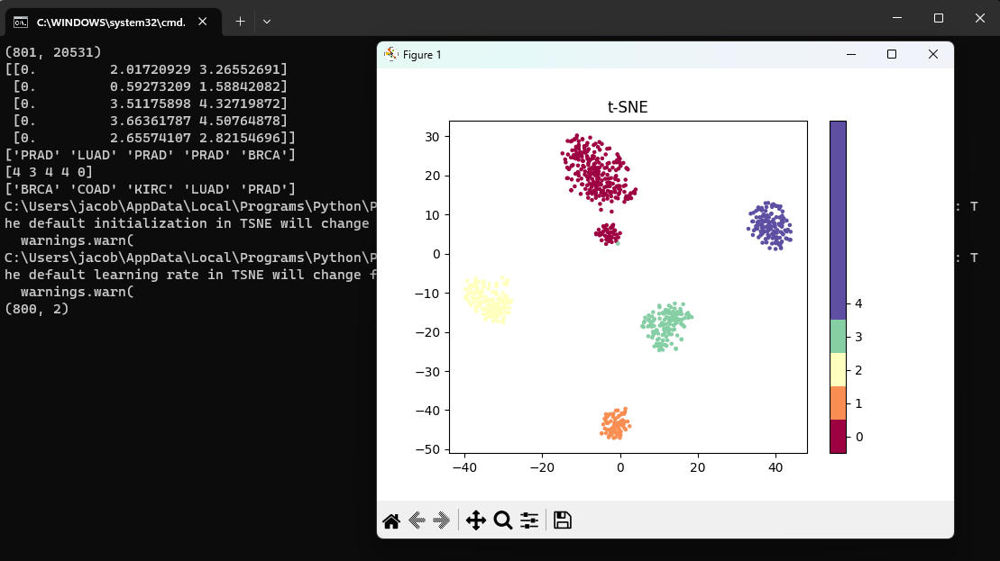 C:\WINDOWS\system32\cmd.
(801, 20531)
[[0.         2.01720929 3.26552691]
 [0.         0.59273209 1.58842082]
 [0.         3.51175898 4.32719872]
 [0.         3.66361787 4.50764878]
 [0.         2.65574107 2.82154696]]
['PRAD' 'LUAD' 'PRAD' 'PRAD' 'BRCA']
[4 3 4 4 0]
['BRCA' 'COAD' 'KIRC' 'LUAD' 'PRAD']
C:\Users\jacob\AppData\Local\Programs\Python\P : T
he default initialization in TSNE will change
  warnings.warn(
C:\Users\jacob\AppData\Local\Programs\Python\P : T
he default learning rate in TSNE will change f
  warnings.warn(
(800, 2)
Figure 1
t-SNE
30
20
10
0
−10
−20
−30
−40
−50
−40 −20 0 20 40
4
3
2
1
0